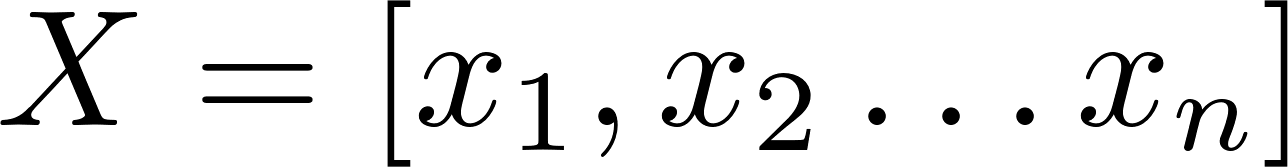 X = [x₁, x₂ . . . xₙ]